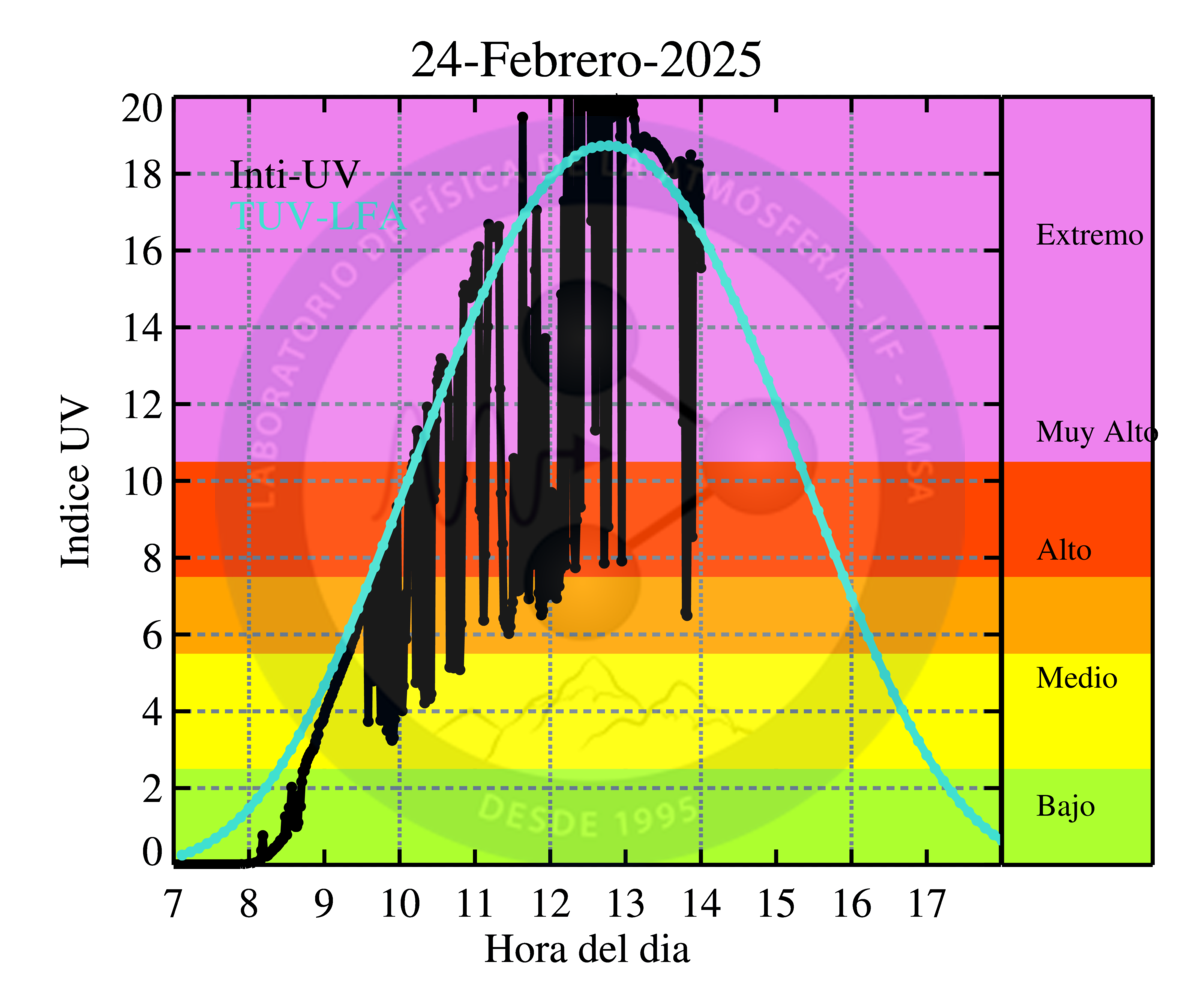 24-Febrero-2025
Indice UV
20
18
16
14
12
10
8
6
4
2
0
Inti-UV
TUV-LFA
LABORATORIO DE FÍSICA DE LA ATMÓSFERA - IIF - UMSA
DESDE 1995
Extremo
Muy Alto
Alto
Medio
Bajo
7 8 9 10 11 12 13 14 15 16 17
Hora del dia